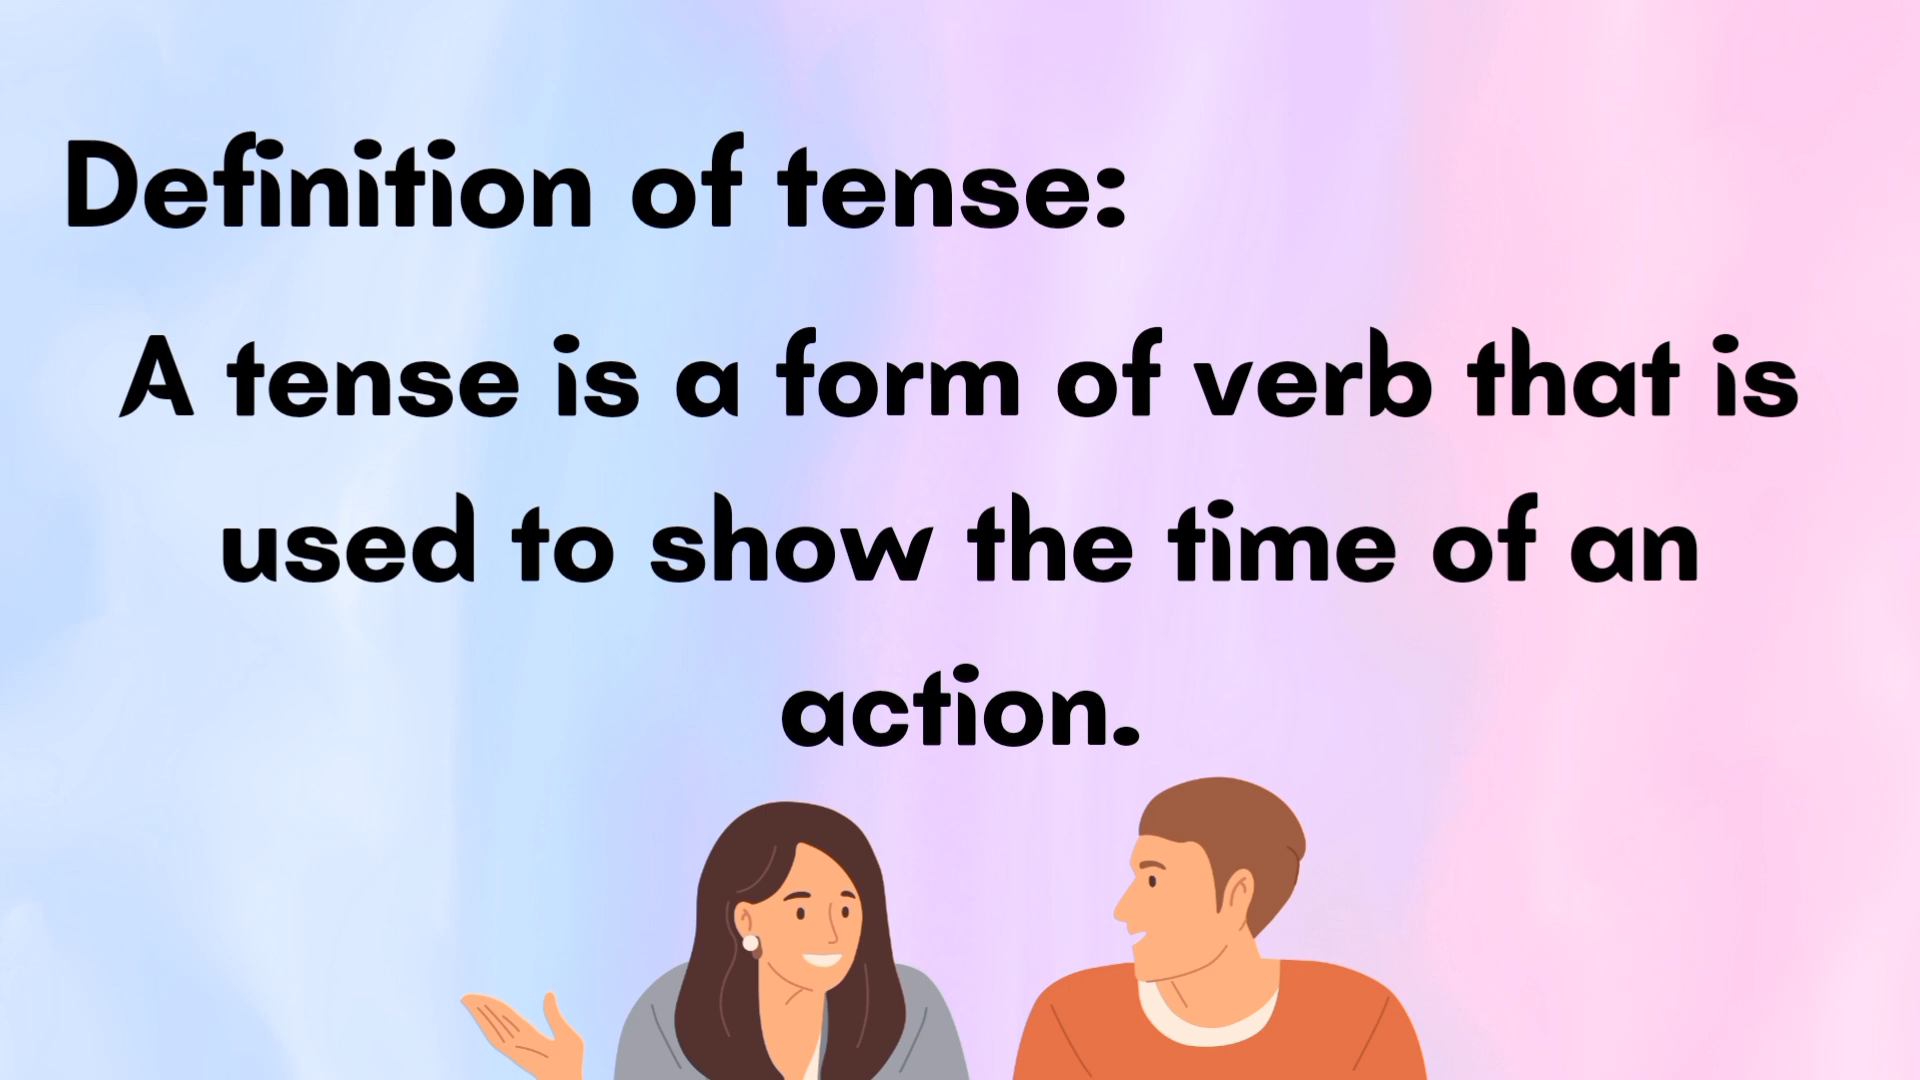 Definition of tense:
A tense is a form of verb that is
used to show the time of an
action.